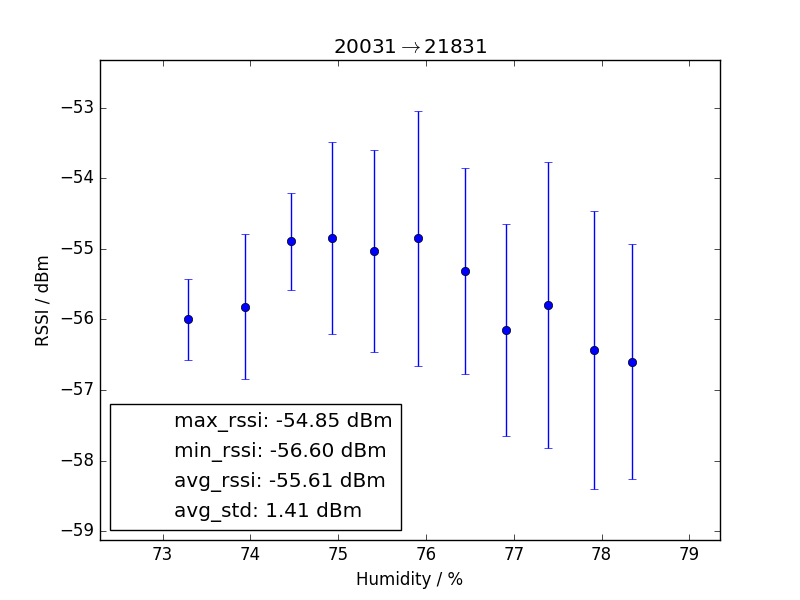 20031→21831
−53
−54
−55
−56
−57
−58
−59
RSSI / dBm
max_rssi: -54.85 dBm
min_rssi: -56.60 dBm
avg_rssi: -55.61 dBm
avg_std: 1.41 dBm
73 74 75 76 77 78 79
Humidity / %